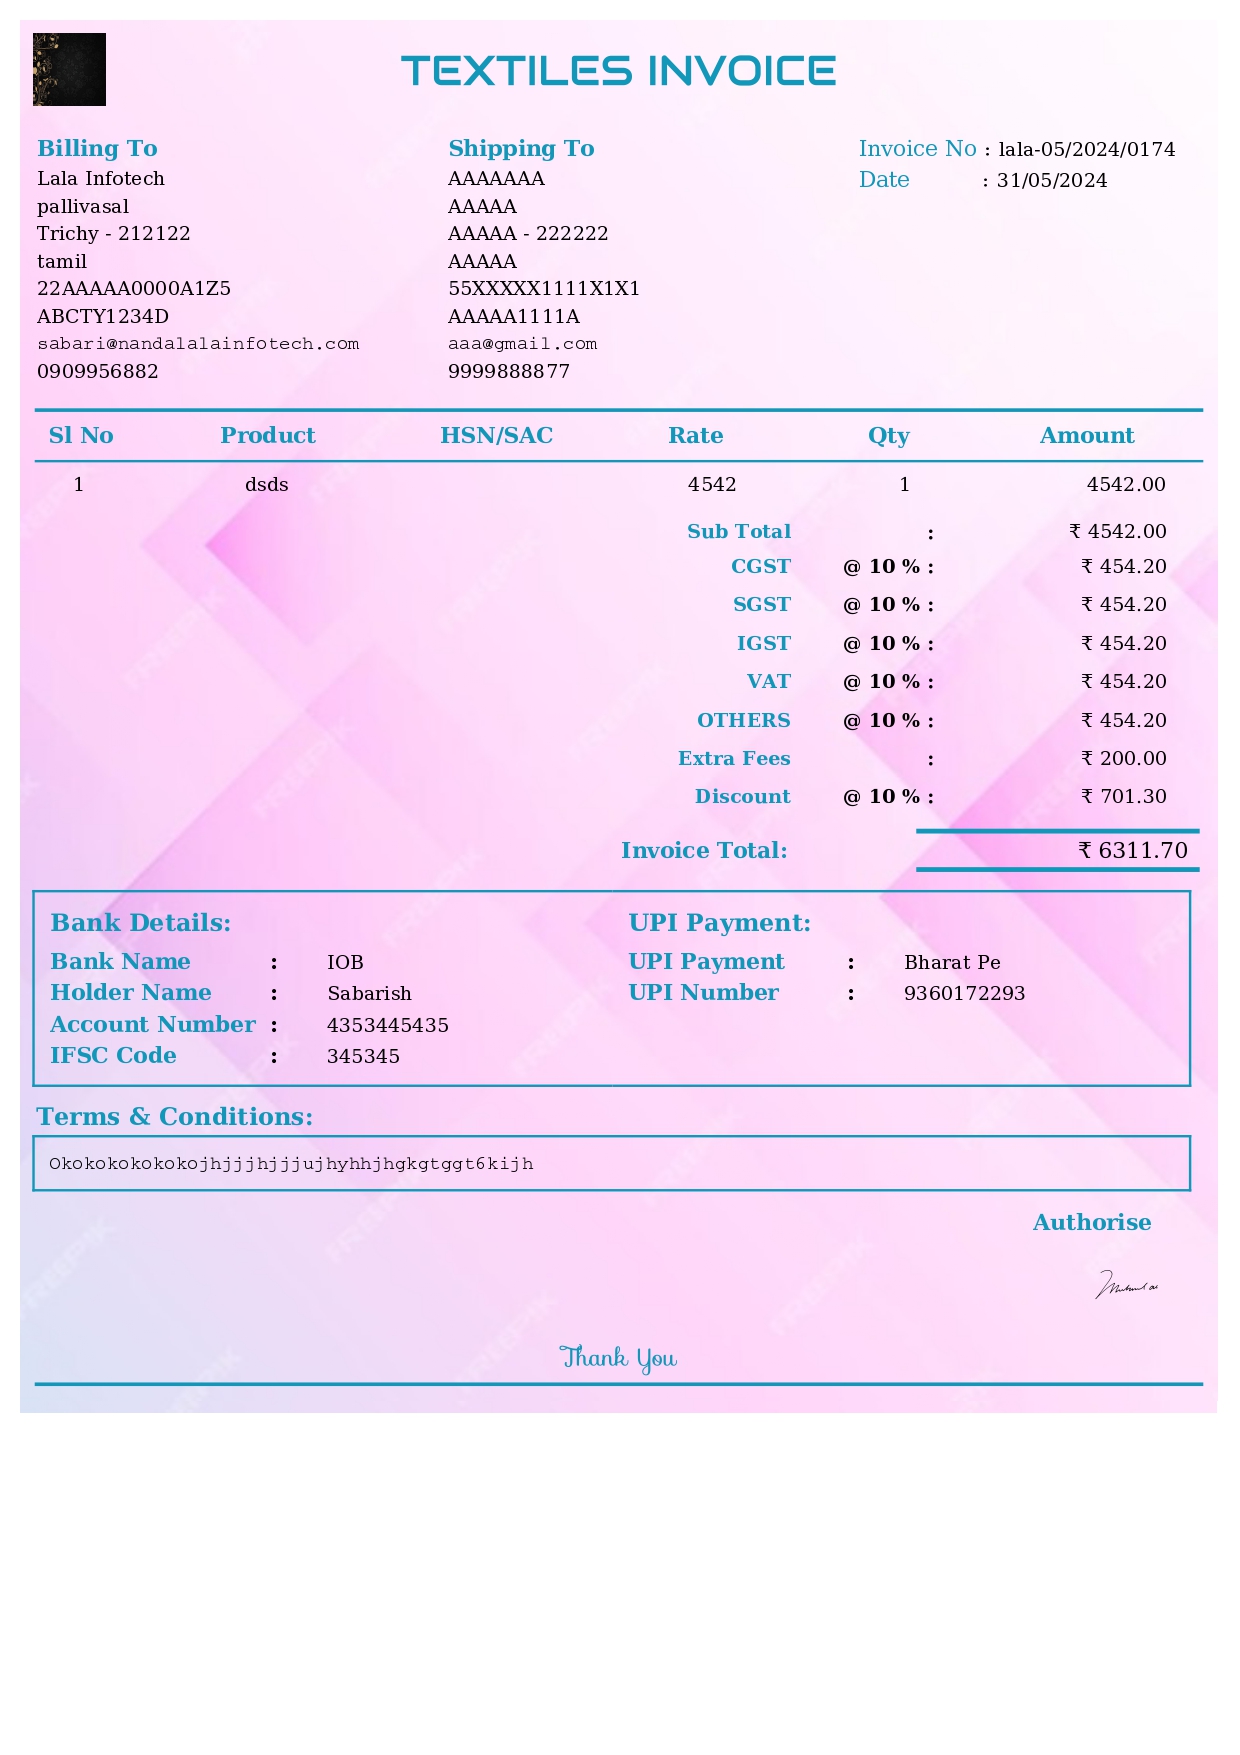 TEXTILES INVOICE
Billing To
Lala Infotech
pallivasal
Trichy - 212122
tamil
22AAAAA0000A1Z5
ABCTY1234D
sabari@nandalalainfotech.com
0909956882
Shipping To
AAAAAAA
AAAAA
AAAAA - 222222
AAAAA
55XXXXX1111X1X1
AAAAA1111A
aaa@gmail.com
9999888877
Invoice No : lala-05/2024/0174
Date : 31/05/2024
Sl No Product HSN/SAC Rate Qty Amount
1 dsds 4542 1 4542.00
Sub Total : ₹ 4542.00
CGST @ 10 % : ₹ 454.20
SGST @ 10 % : ₹ 454.20
IGST @ 10 % : ₹ 454.20
VAT @ 10 % : ₹ 454.20
OTHERS @ 10 % : ₹ 454.20
Extra Fees : ₹ 200.00
Discount @ 10 % : ₹ 701.30
Invoice Total: ₹ 6311.70
Bank Details:
Bank Name : IOB
Holder Name : Sabarish
Account Number : 4353445435
IFSC Code : 345345
UPI Payment:
UPI Payment : Bharat Pe
UPI Number : 9360172293
Terms & Conditions:
Okokokokokokojhjjjhjjjujhyhhjhgkgtggt6kijh
Authorise
Thank You